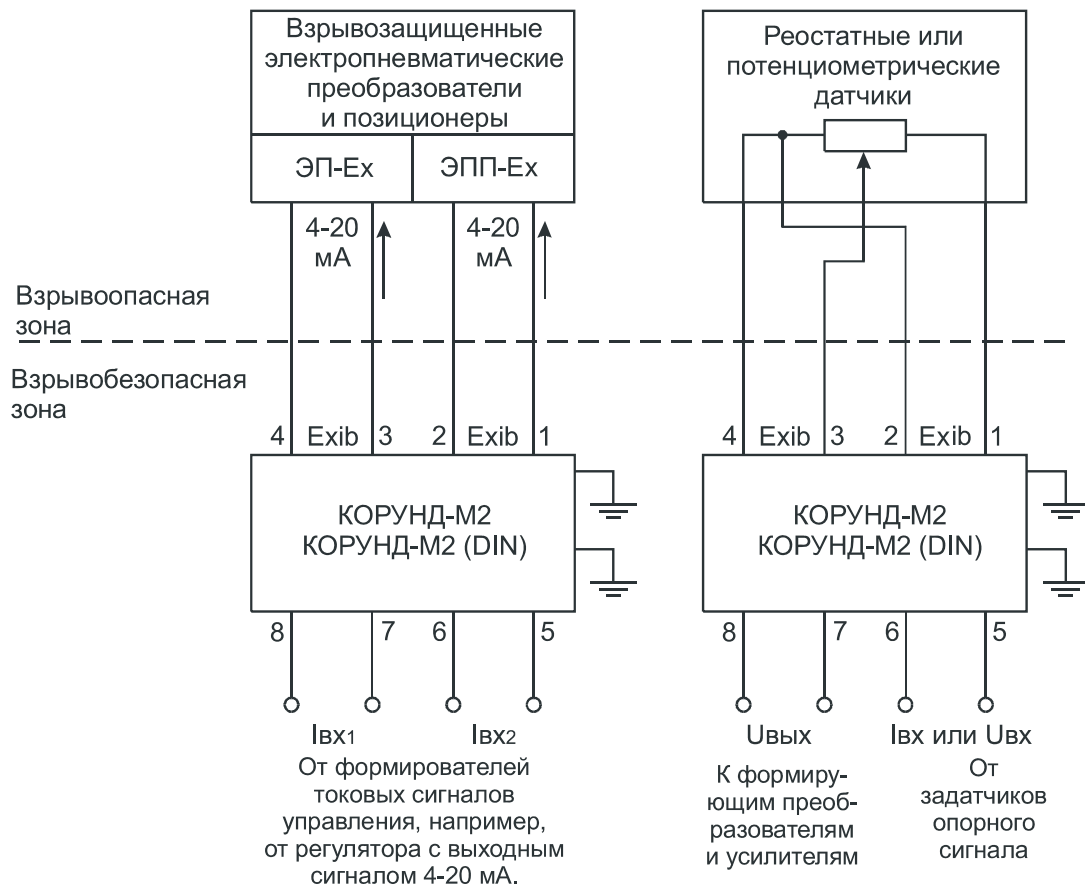 Взрывозащищенные
электропневматические
преобразователи
и позиционеры
ЭП-Ex
ЭПП-Ex
4-20
мА
4-20
мА
Реостатные или
потенциометрические
датчики
Взрывоопасная
зона
Взрывобезопасная
зона
4 Exib 3 2 Exib 1
КОРУНД-М2
КОРУНД-М2 (DIN)
8 7 6 5
Iвх1 Iвх2
От формирователей
токовых сигналов
управления, например,
от регулятора с выходным
сигналом 4-20 мА.
4 Exib 3 2 Exib 1
КОРУНД-М2
КОРУНД-М2 (DIN)
8 7 6 5
Uвых Iвх или Uвх
К формиру-
ющим преоб-
разователям
и усилителям
От
задатчиков
опорного
сигнала